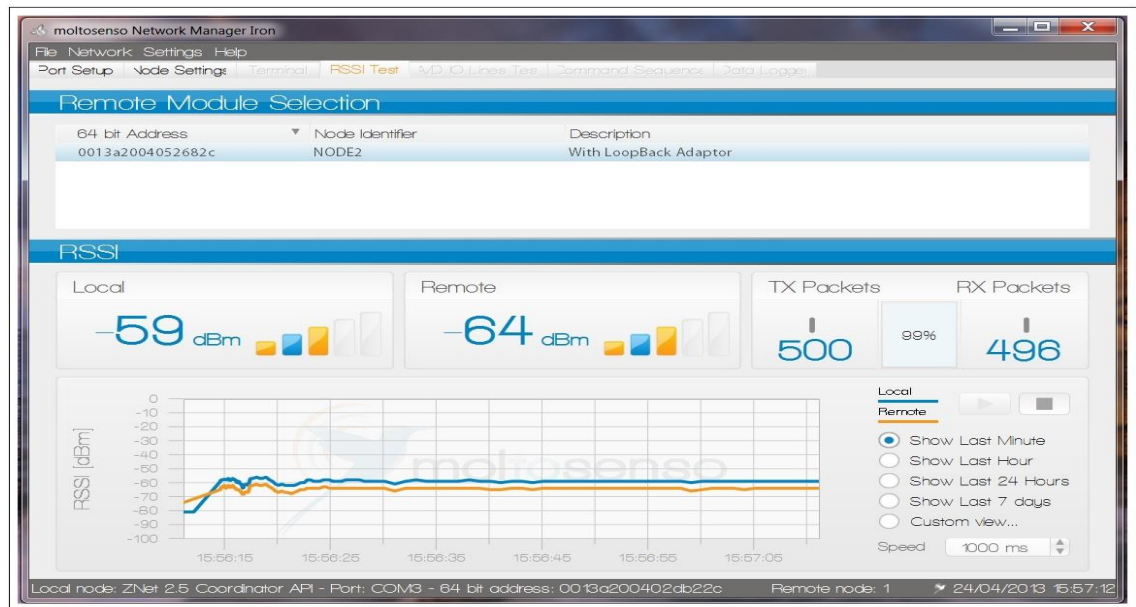 moltosenso Network Manager Iron
File Network Settings Help
Port Setup Node Settings Terminal RSSI Test A/D IO Lines Test Command Sequence Data Logger
Remote Module Selection
64 bit Address Node Identifier Description
0013a2004052682c NODE2 With LoopBack Adaptor
RSSI
Local Remote TX Packets RX Packets
-59 dBm -64 dBm 500 99% 496
RSSI [dBm]
0
-10
-20
-30
-40
-50
-60
-70
-80
-90
-100
moltosenso
15:56:15 15:56:25 15:56:35 15:56:45 15:56:55 15:57:05
Local
Remote
Show Last Minute
Show Last Hour
Show Last 24 Hours
Show Last 7 days
Custom view...
Speed 1000 ms
Local node: ZNet 2.5 Coordinator API - Port: COM3 - 64 bit address: 0013a200402db22c Remote node: 1 24/04/2013 15:57:12